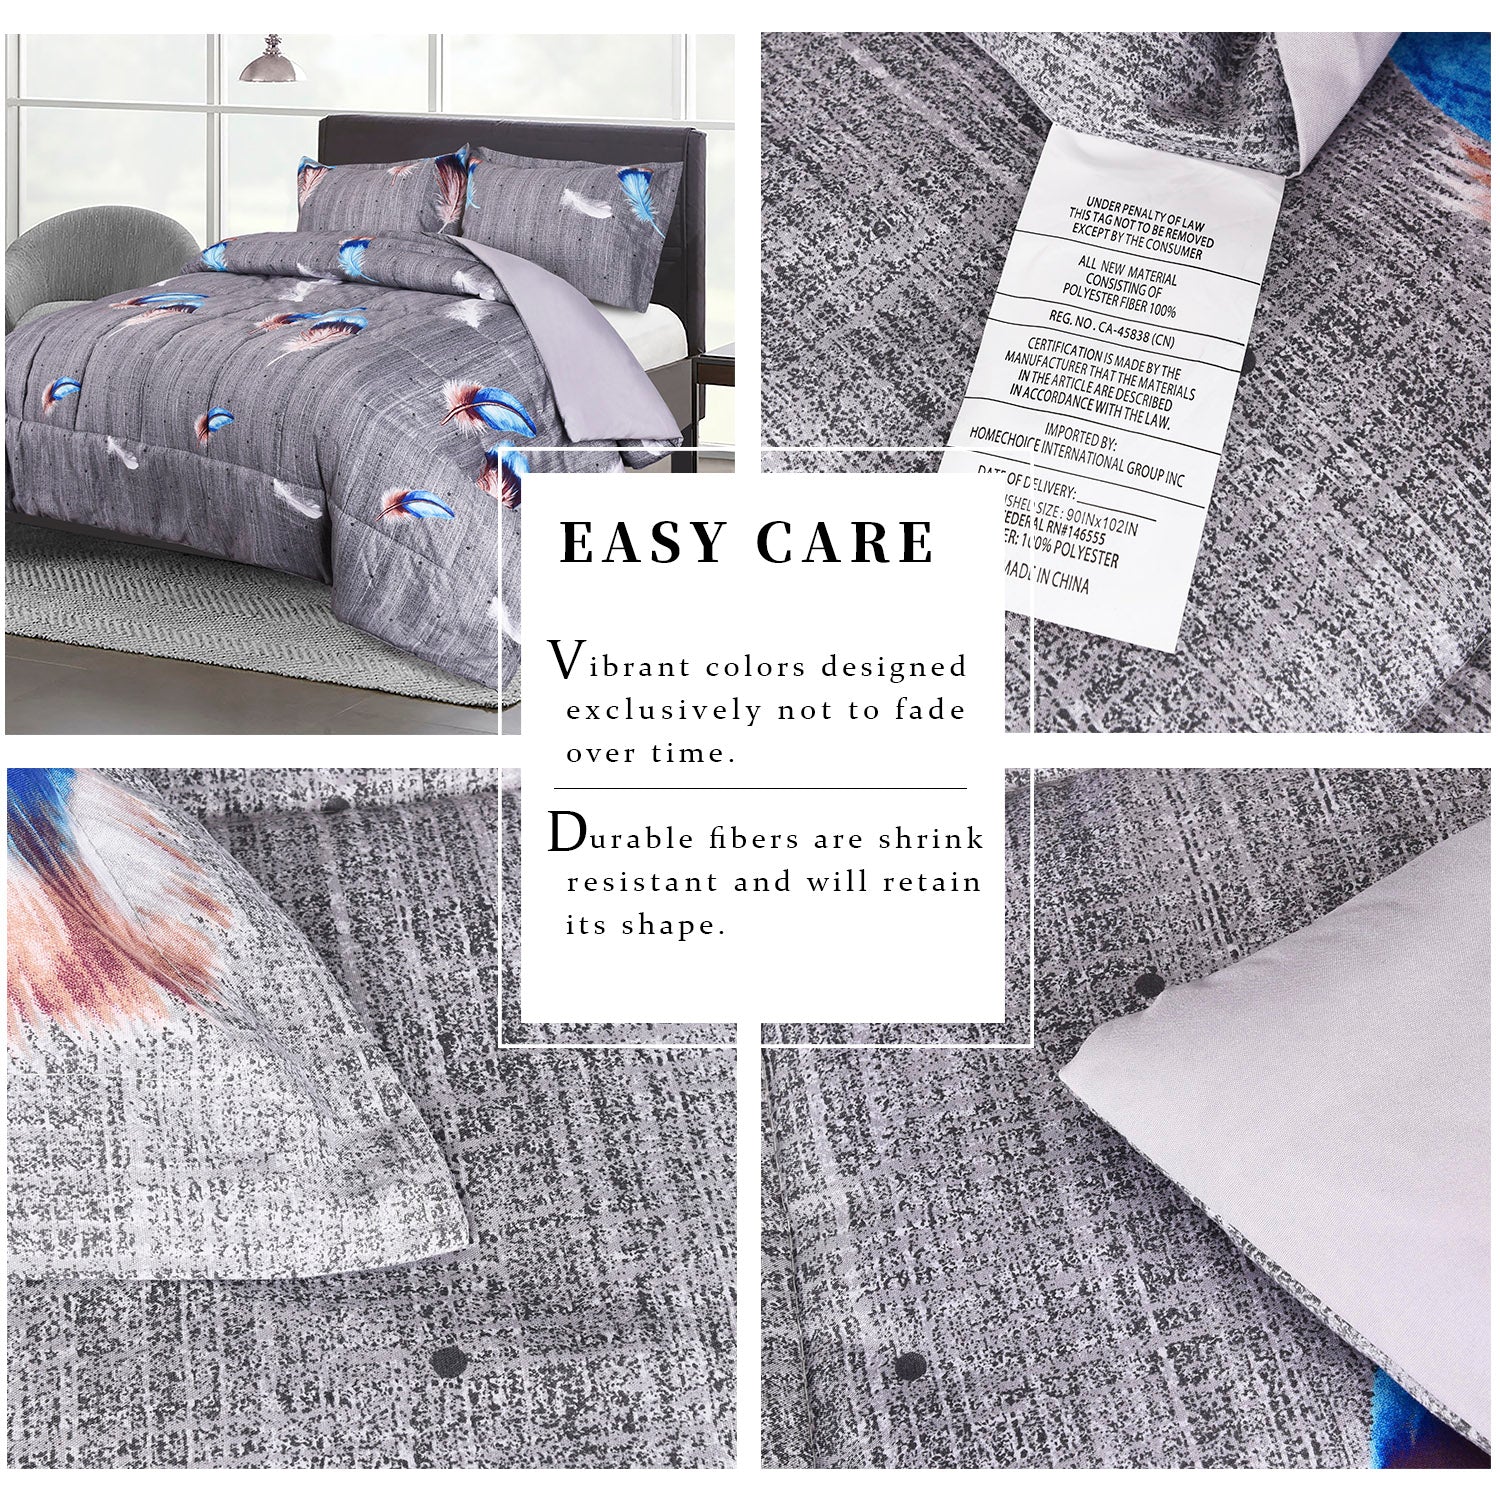 UNDER PENALTY OF LAW
THIS TAG NOT TO BE REMOVED
EXCEPT BY THE CONSUMER
ALL NEW MATERIAL
CONSISTING OF
POLYESTER FIBER 100%
REG. NO. CA-45838 (CN)
CERTIFICATION IS MADE BY THE
MANUFACTURER THAT THE MATERIALS
IN THE ARTICLE ARE DESCRIBED
IN ACCORDANCE WITH THE LAW.
IMPORTED BY:
HOMECHOICE INTERNATIONAL GROUP INC
DATE OF DELIVERY:
SIZE : 90INx102IN
RN#146555
100% POLYESTER
MADE IN CHINA
EASY CARE
Vibrant colors designed
exclusively not to fade
over time.
Durable fibers are shrink
resistant and will retain
its shape.